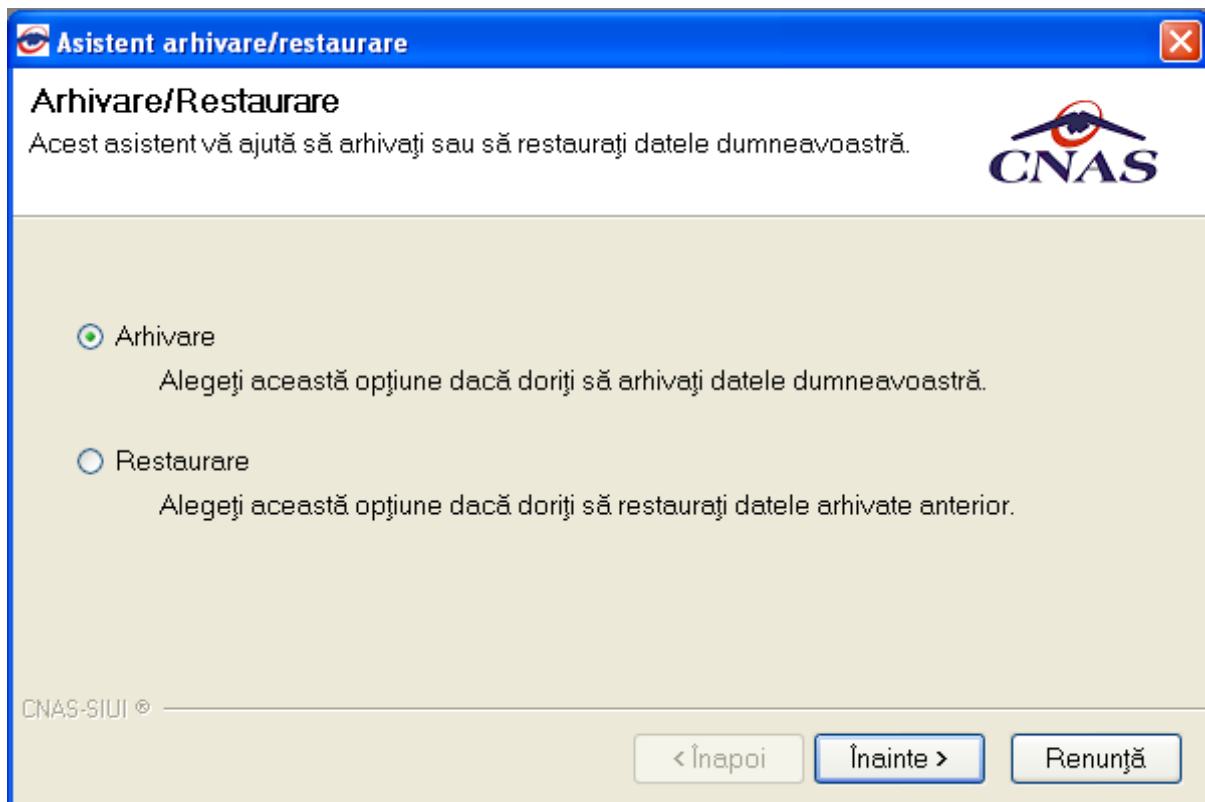 Asistent arhivare/restaurare
Arhivare/Restaurare
Acest asistent vă ajută să arhivaţi sau să restauraţi datele dumneavoastră.
CNAS
Arhivare
Alegeţi această opţiune dacă doriţi să arhivaţi datele dumneavoastră.
Restaurare
Alegeţi această opţiune dacă doriţi să restauraţi datele arhivate anterior.
CNAS-SIUI ®
< Înapoi
Înainte >
Renunţă